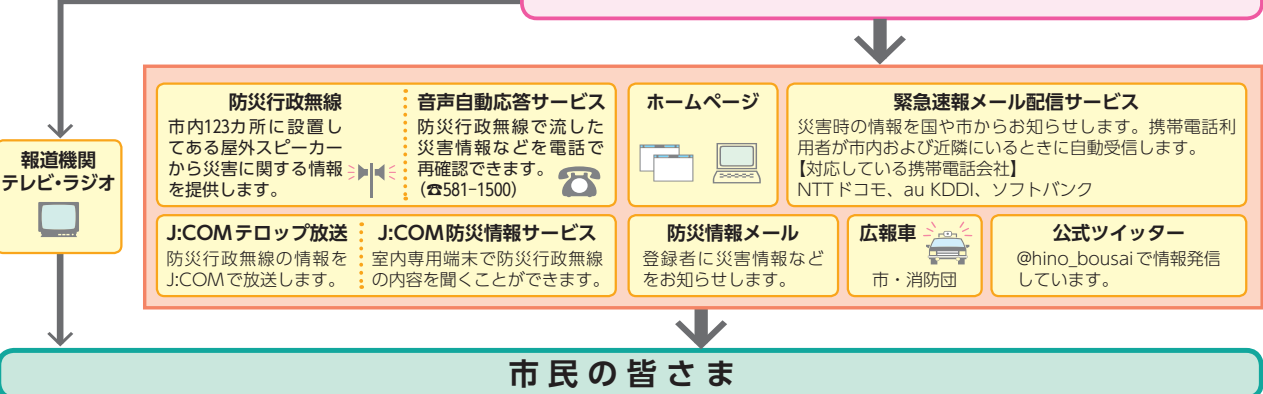 報道機関
テレビ・ラジオ
防災行政無線
市内123カ所に設置し
てある屋外スピーカー
から災害に関する情報
を提供します。
音声自動応答サービス
防災行政無線で流した
災害情報などを電話で
再確認できます。
(☎581-1500)
ホームページ
緊急速報メール配信サービス
災害時の情報を国や市からお知らせします。携帯電話利
用者が市内および近隣にいるときに自動受信します。
【対応している携帯電話会社】
NTTドコモ、au KDDI、ソフトバンク
J:COMテロップ放送
防災行政無線の情報を
J:COMで放送します。
J:COM防災情報サービス
室内専用端末で防災行政無線
の内容を聞くことができます。
防災情報メール
登録者に災害情報など
をお知らせします。
広報車
市・消防団
公式ツイッター
@hino_bousaiで情報発信
しています。
市民の皆さま